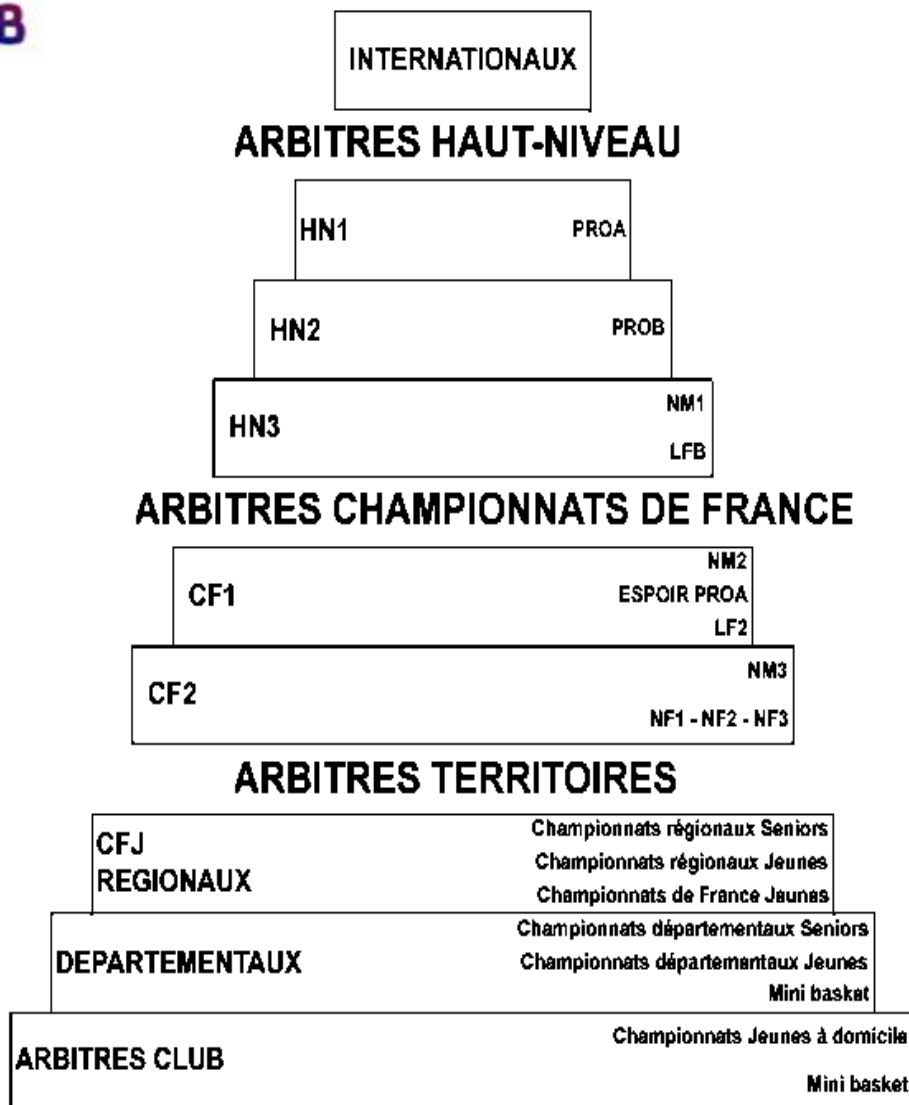 B
INTERNATIONAUX
ARBITRES HAUT-NIVEAU
HN1 PROA
HN2 PROB
HN3
NM1
LFB
ARBITRES CHAMPIONNATS DE FRANCE
CF1
NM2
ESPOIR PROA
LF2
CF2
NM3
NF1 - NF2 - NF3
ARBITRES TERRITOIRES
CFJ
REGIONAUX
Championnats régionaux Seniors
Championnats régionaux Jeunes
Championnats de France Jeunes
DEPARTEMENTAUX
Championnats départementaux Seniors
Championnats départementaux Jeunes
Mini basket
ARBITRES CLUB
Championnats Jeunes à domicile
Mini basket